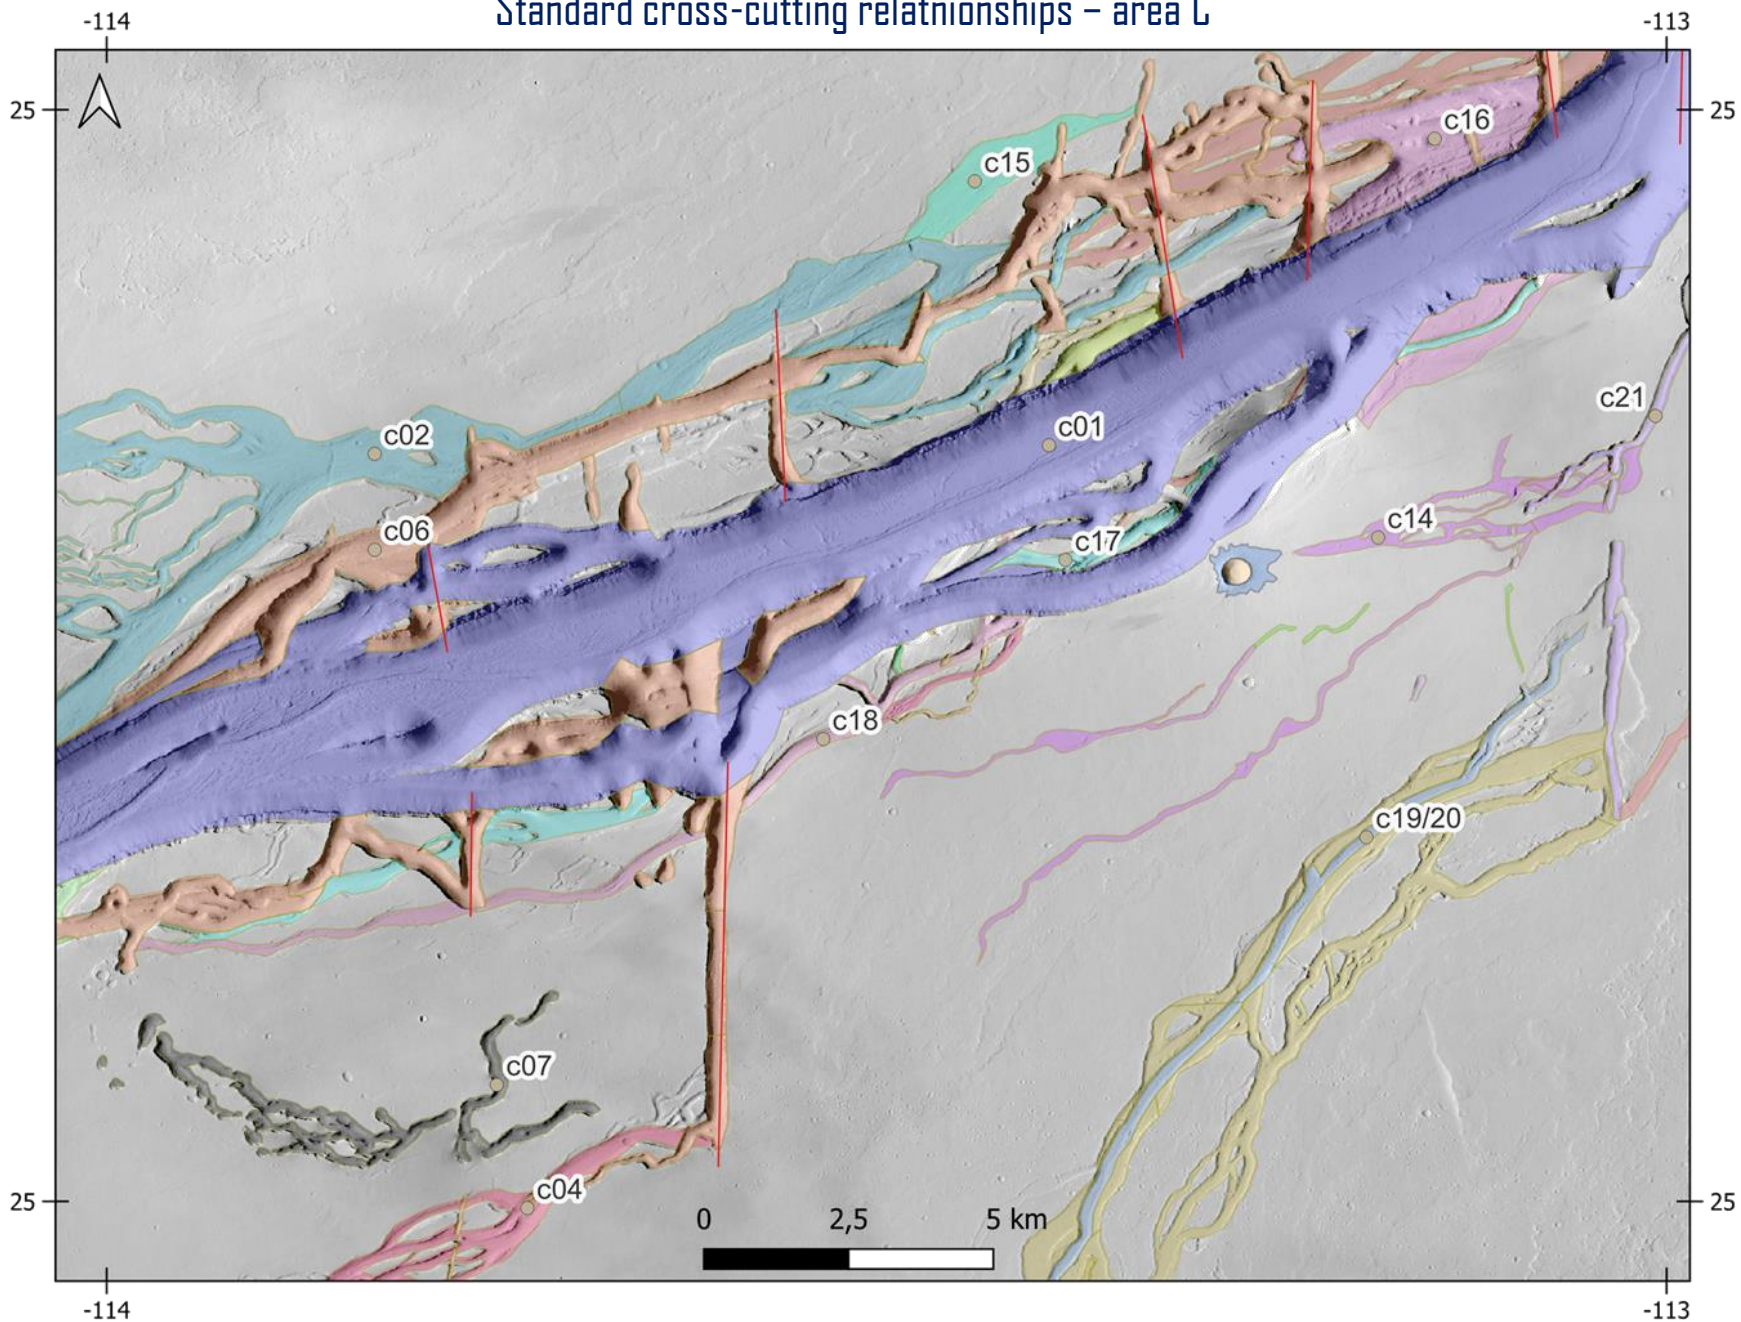 Standard cross-cutting relathionships – area C
-114
-113
25
25
c16
c15
c21
c02
c01
c06
c14
c17
c18
c19/20
c07
c04
25
25
0 2,5 5 km
-114
-113